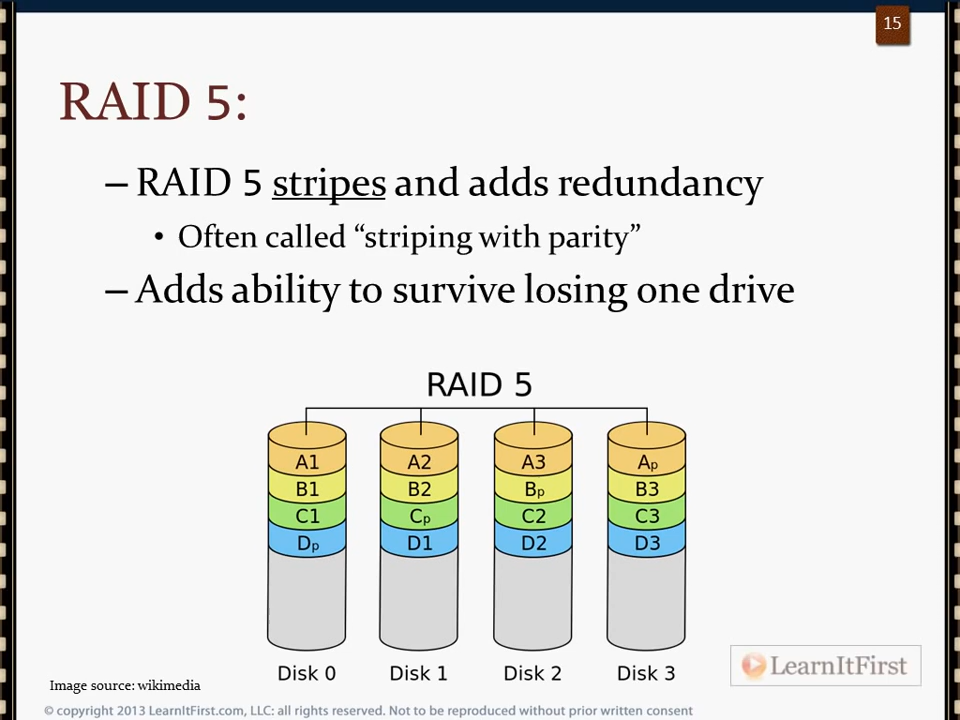 15
RAID 5:
– RAID 5 stripes and adds redundancy
• Often called “striping with parity”
– Adds ability to survive losing one drive
RAID 5
A1 A2 A3 Ap
B1 B2 Bp B3
C1 Cp C2 C3
Dp D1 D2 D3
Disk 0 Disk 1 Disk 2 Disk 3
LearnItFirst
Image source: wikimedia
© copyright 2013 LearnItFirst.com, LLC: all rights reserved. Not to be reproduced without prior written consent